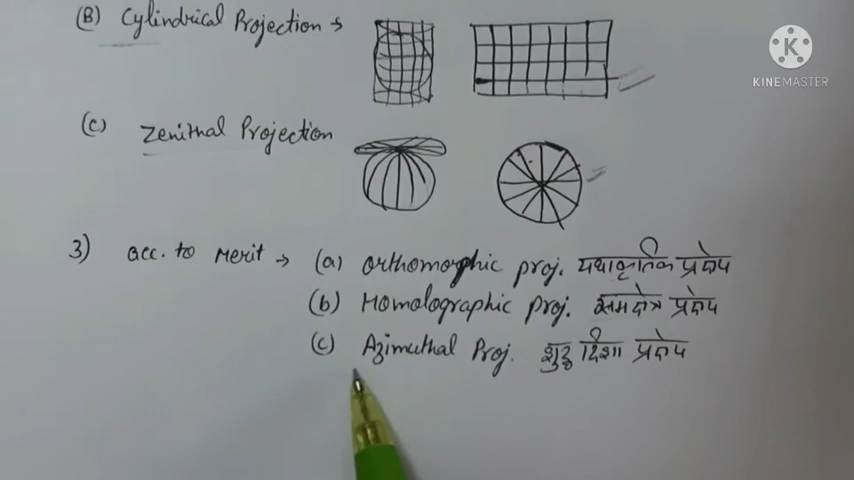 (B) Cylindrical Projection →
KINEMASTER
(C) Zenithal Projection
3) acc. to merit → (a) Orthomorphic proj. यथाकृतिक प्रक्षेप
(b) Homolographic proj. समक्षेत्र प्रक्षेप
(c) Azimuthal Proj. शुद्ध दिशा प्रक्षेप